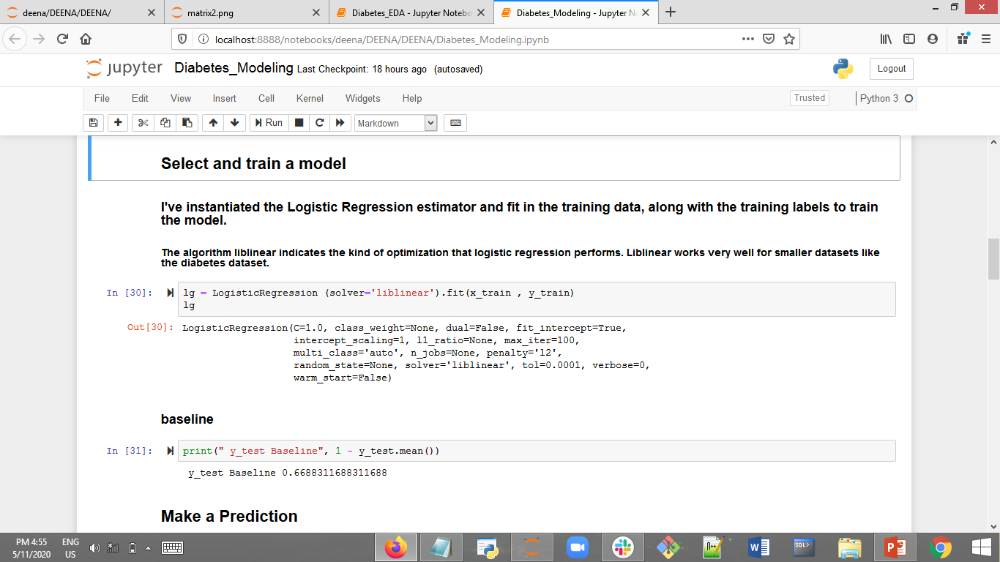 deena/DEENA/DEENA/
matrix2.png
Diabetes_EDA - Jupyter Notebo
Diabetes_Modeling - Jupyter N
localhost:8888/notebooks/deena/DEENA/DEENA/Diabetes_Modeling.ipynb
jupyter Diabetes_Modeling Last Checkpoint: 18 hours ago (autosaved)
Logout
File Edit View Insert Cell Kernel Widgets Help
Trusted
Python 3
Run
Markdown
Select and train a model
I've instantiated the Logistic Regression estimator and fit in the training data, along with the training labels to train
the model.
The algorithm liblinear indicates the kind of optimization that logistic regression performs. Liblinear works very well for smaller datasets like
the diabetes dataset.
In [30]: lg = LogisticRegression (solver='liblinear').fit(x_train , y_train)
lg
Out[30]: LogisticRegression(C=1.0, class_weight=None, dual=False, fit_intercept=True,
intercept_scaling=1, l1_ratio=None, max_iter=100,
multi_class='auto', n_jobs=None, penalty='l2',
random_state=None, solver='liblinear', tol=0.0001, verbose=0,
warm_start=False)
baseline
In [31]: print(" y_test Baseline", 1 - y_test.mean())
y_test Baseline 0.6688311688311688
Make a Prediction
PM 4:55
5/11/2020
ENG
US
SQL>